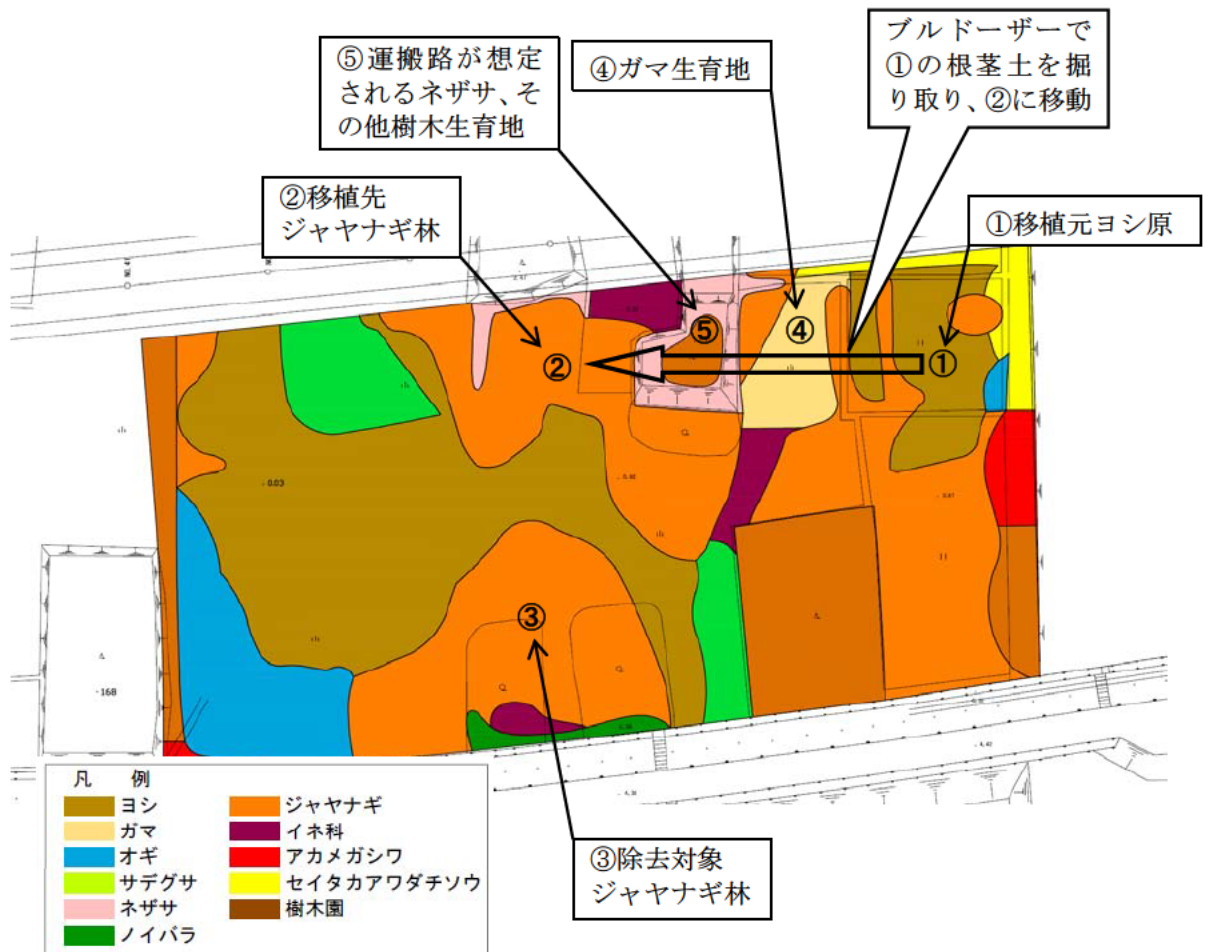 ⑤運搬路が想定
されるネザサ、そ
の他樹木生育地
④ガマ生育地
ブルドーザーで
①の根茎土を掘
り取り、②に移動
②移植先
ジャヤナギ林
①移植元ヨシ原
⑤
④
②
①
-0.03
③
-168
凡 例
ヨシ
ジャヤナギ
ガマ
イネ科
オギ
アカメガシワ
サデグサ
セイタカアワダチソウ
ネザサ
樹木園
ノイバラ
③除去対象
ジャヤナギ林